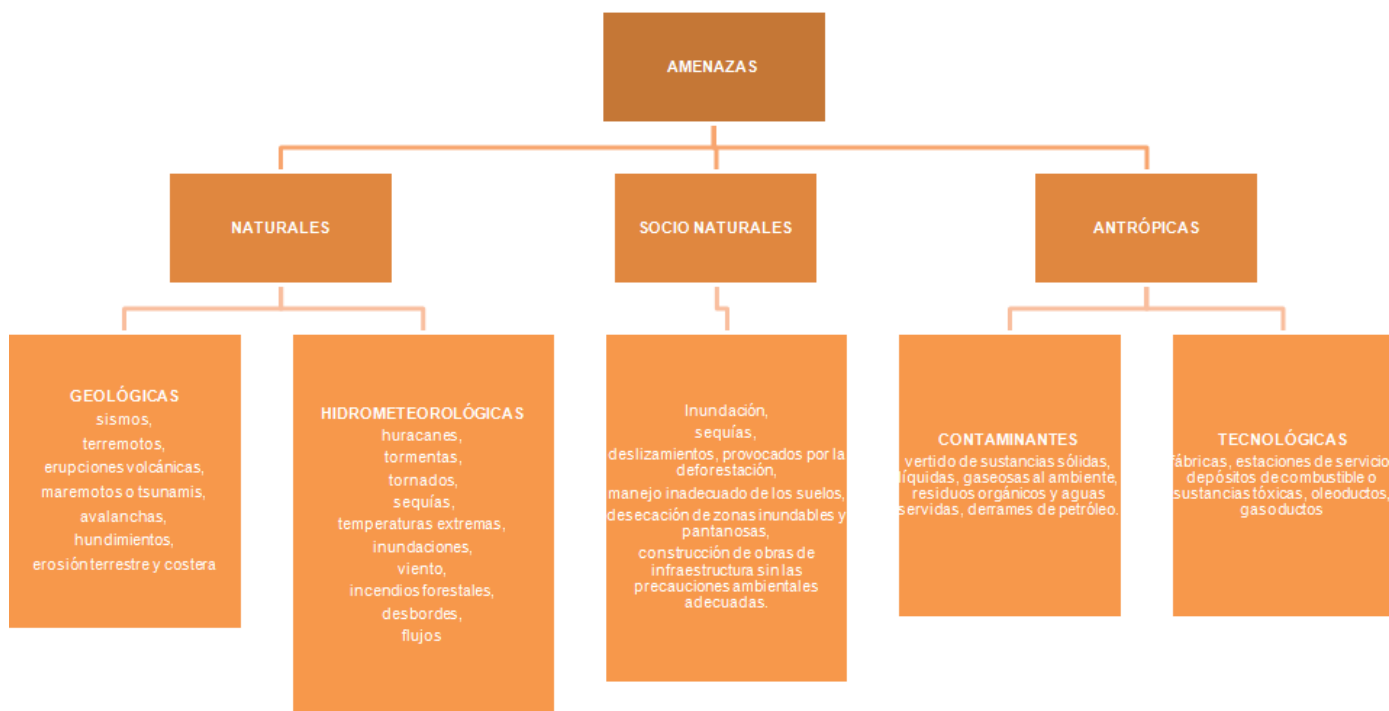 AMENAZAS
NATURALES
SOCIO NATURALES
ANTRÓPICAS
GEOLÓGICAS
sismos,
terremotos,
erupciones volcánicas,
maremotos o tsunamis,
avalanchas,
hundimientos,
erosión terrestre y costera
HIDROMETEOROLÓGICAS
huracanes,
tormentas,
tornados,
sequías,
temperaturas extremas,
inundaciones,
viento,
incendios forestales,
desbordes,
flujos
Inundación,
sequías,
deslizamientos, provocados por la
deforestación,
manejo inadecuado de los suelos,
desecación de zonas inundables y
pantanosas,
construcción de obras de
infraestructura sin las
precauciones ambientales
adecuadas.
CONTAMINANTES
vertido de sustancias sólidas,
líquidas, gaseosas al ambiente,
residuos orgánicos y aguas
servidas, derrames de petróleo.
TECNOLÓGICAS
fábricas, estaciones de servicio,
depósitos de combustible o
sustancias tóxicas, oleoductos,
gasoductos